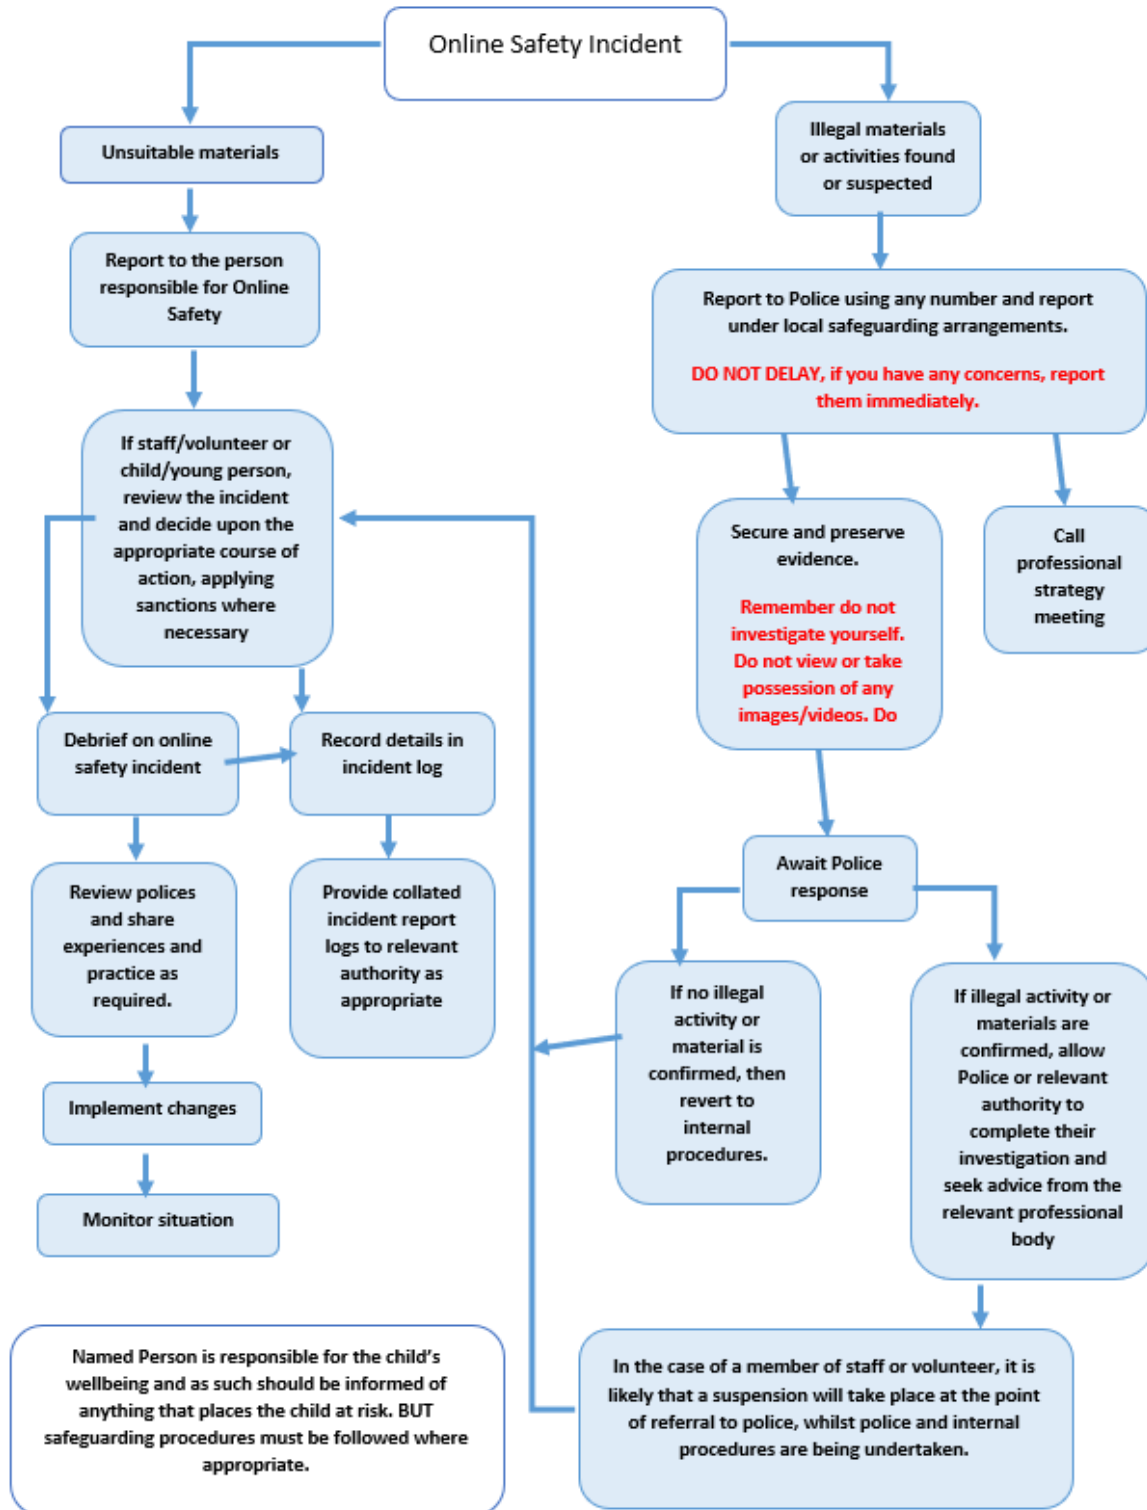 Online Safety Incident
Unsuitable materials
Illegal materials
or activities found
or suspected
Report to the person
responsible for Online
Safety
Report to Police using any number and report
under local safeguarding arrangements.
DO NOT DELAY, if you have any concerns, report
them immediately.
If staff/volunteer or
child/young person,
review the incident
and decide upon the
appropriate course of
action, applying
sanctions where
necessary
Secure and preserve
evidence.
Remember do not
investigate yourself.
Do not view or take
possession of any
images/videos. Do
Call
professional
strategy
meeting
Debrief on online
safety incident
Record details in
incident log
Review polices
and share
experiences and
practice as
required.
Provide collated
incident report
logs to relevant
authority as
appropriate
Await Police
response
If no illegal
activity or
material is
confirmed, then
revert to
internal
procedures.
If illegal activity or
materials are
confirmed, allow
Police or relevant
authority to
complete their
investigation and
seek advice from the
relevant professional
body
Implement changes
Monitor situation
Named Person is responsible for the child's
wellbeing and as such should be informed of
anything that places the child at risk. BUT
safeguarding procedures must be followed where
appropriate.
In the case of a member of staff or volunteer, it is
likely that a suspension will take place at the point
of referral to police, whilst police and internal
procedures are being undertaken.